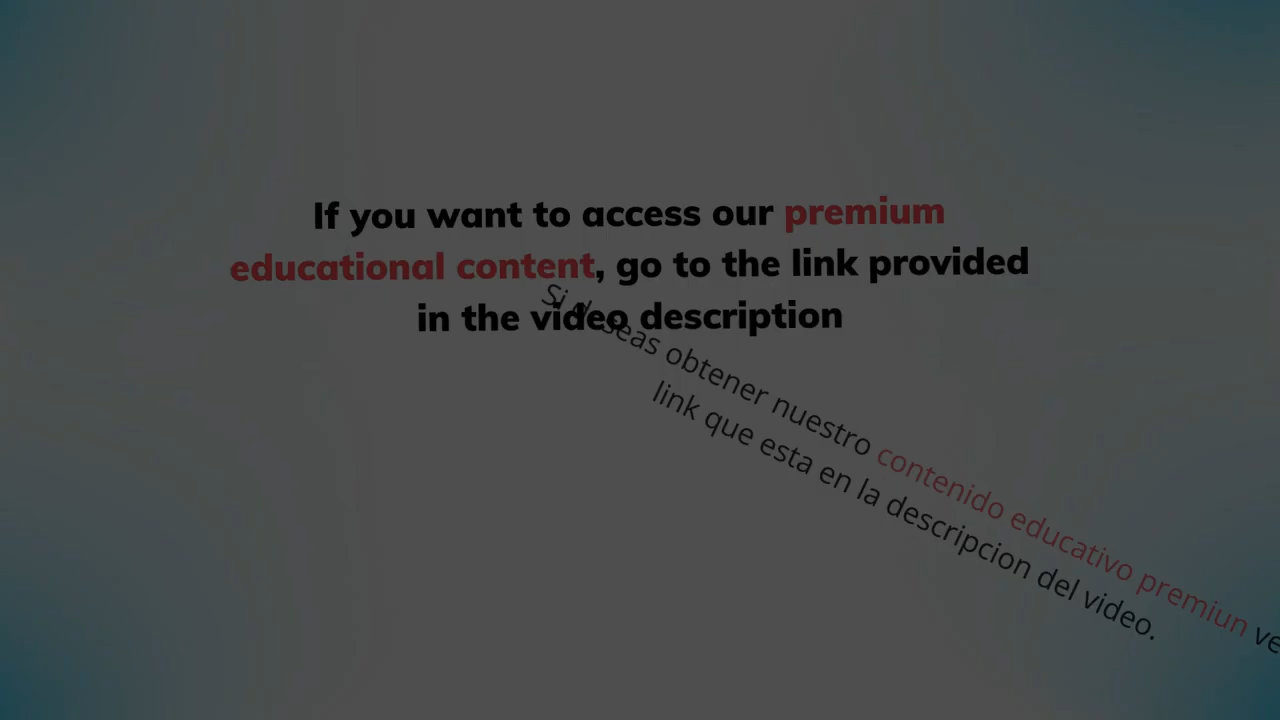 If you want to access our premium
educational content, go to the link provided
in the video description
Si deseas obtener nuestro contenido educativo premiun
link que esta en la descripcion del video.